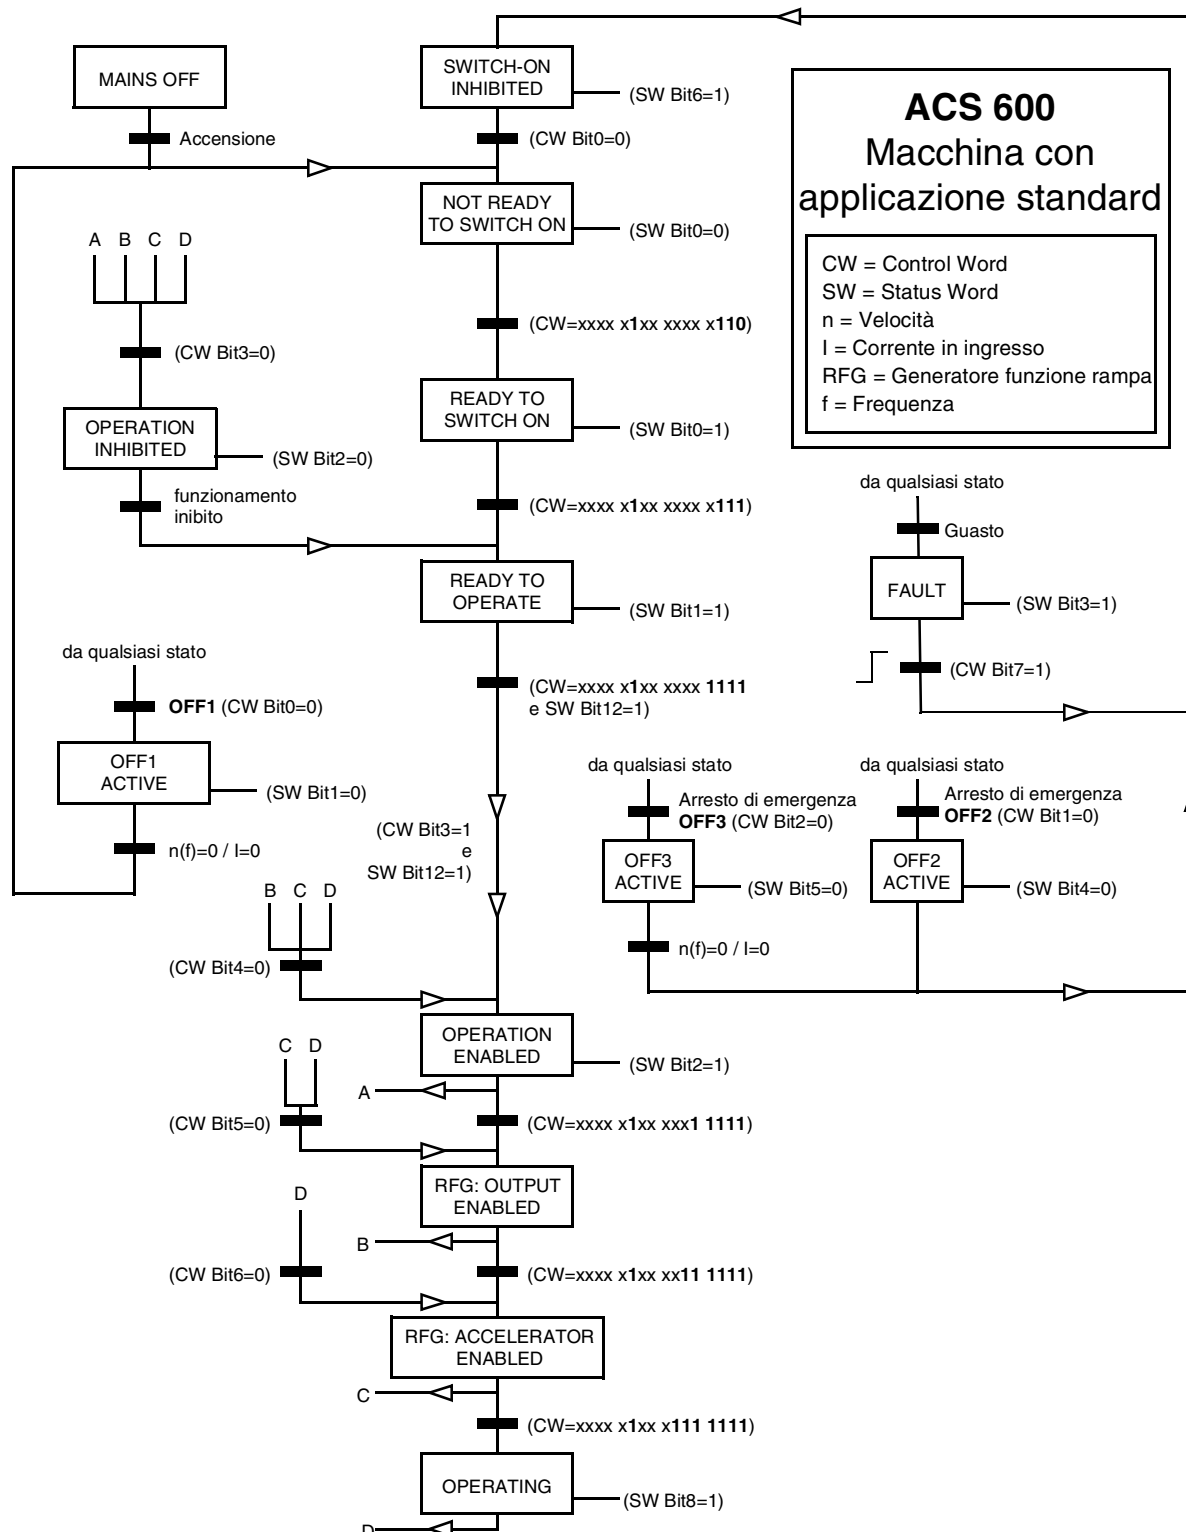 MAINS OFF
Accensione
SWITCH-ON
INHIBITED
(SW Bit6=1)
(CW Bit0=0)
ACS 600
Macchina con
applicazione standard
CW = Control Word
SW = Status Word
n = Velocità
I = Corrente in ingresso
RFG = Generatore funzione rampa
f = Frequenza
NOT READY
TO SWITCH ON
(SW Bit0=0)
A B C D
(CW Bit3=0)
(CW=xxxx x1xx xxxx x110)
OPERATION
INHIBITED
(SW Bit2=0)
funzionamento
inibito
READY TO
SWITCH ON
(SW Bit0=1)
(CW=xxxx x1xx xxxx x111)
da qualsiasi stato
Guasto
FAULT
(SW Bit3=1)
(CW Bit7=1)
READY TO
OPERATE
(SW Bit1=1)
(CW=xxxx x1xx xxxx 1111
e SW Bit12=1)
da qualsiasi stato
OFF1 (CW Bit0=0)
OFF1
ACTIVE
(SW Bit1=0)
n(f)=0 / I=0
(CW Bit3=1
e
SW Bit12=1)
da qualsiasi stato
Arresto di emergenza
OFF3 (CW Bit2=0)
OFF3
ACTIVE
(SW Bit5=0)
n(f)=0 / I=0
da qualsiasi stato
Arresto di emergenza
OFF2 (CW Bit1=0)
OFF2
ACTIVE
(SW Bit4=0)
B C D
(CW Bit4=0)
OPERATION
ENABLED
(SW Bit2=1)
A
C D
(CW Bit5=0)
(CW=xxxx x1xx xxx1 1111)
RFG: OUTPUT
ENABLED
D
B
(CW Bit6=0)
(CW=xxxx x1xx xx11 1111)
RFG: ACCELERATOR
ENABLED
C
(CW=xxxx x1xx x111 1111)
OPERATING
(SW Bit8=1)
D